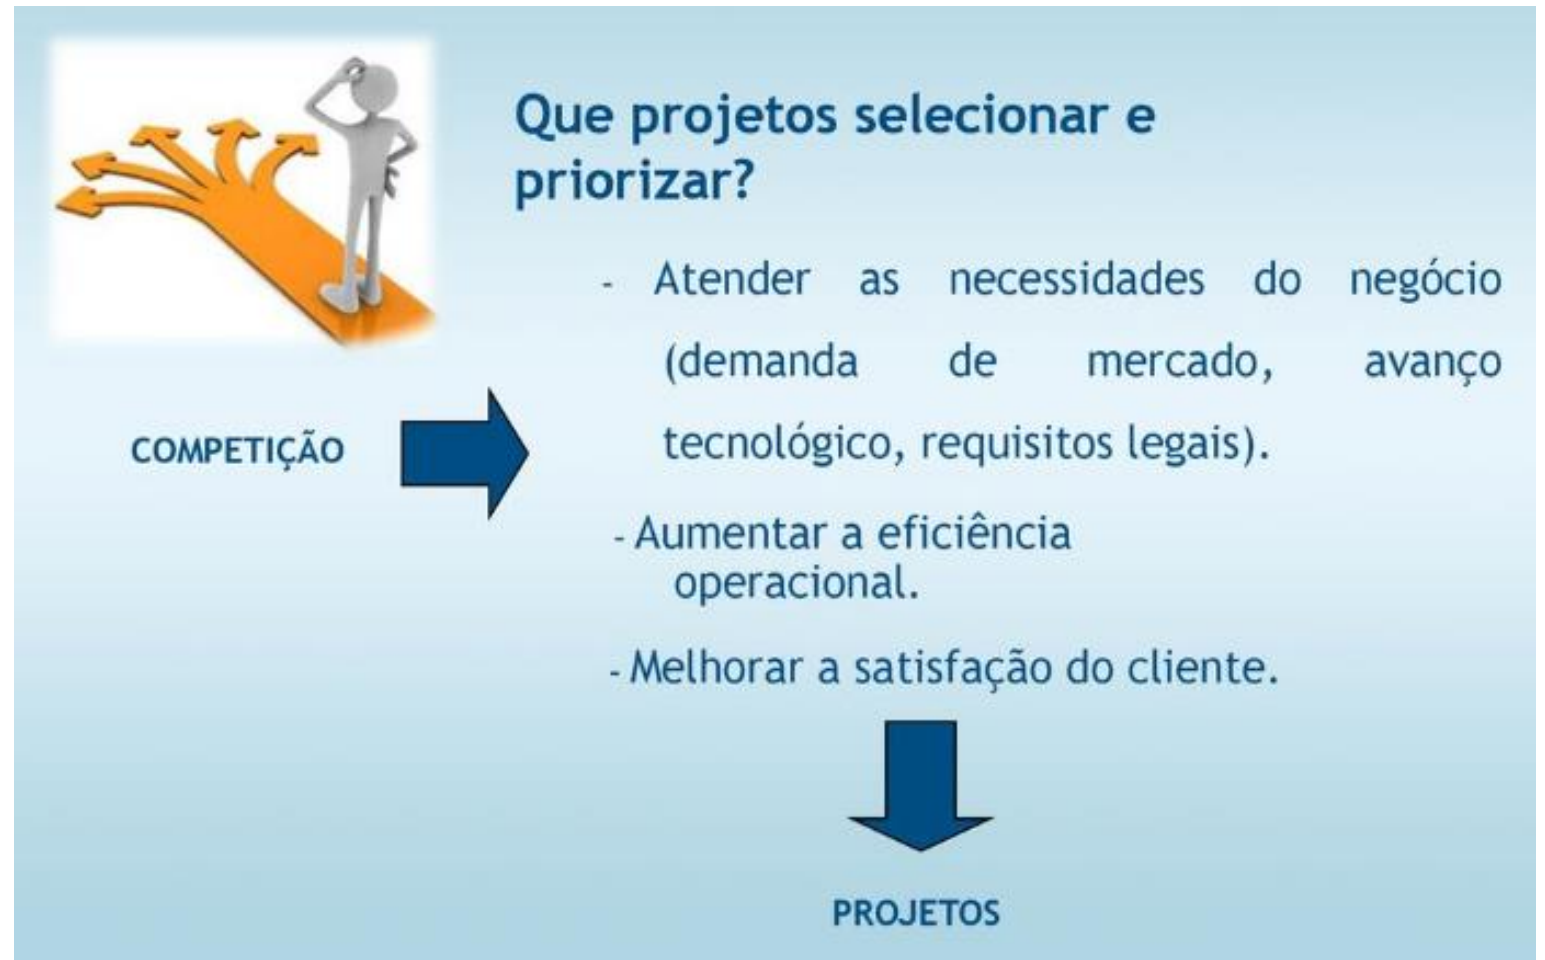 Que projetos selecionar e
priorizar?
- Atender as necessidades do negócio
(demanda de mercado, avanço
tecnológico, requisitos legais).
COMPETIÇÃO
- Aumentar a eficiência
operacional.
- Melhorar a satisfação do cliente.
PROJETOS